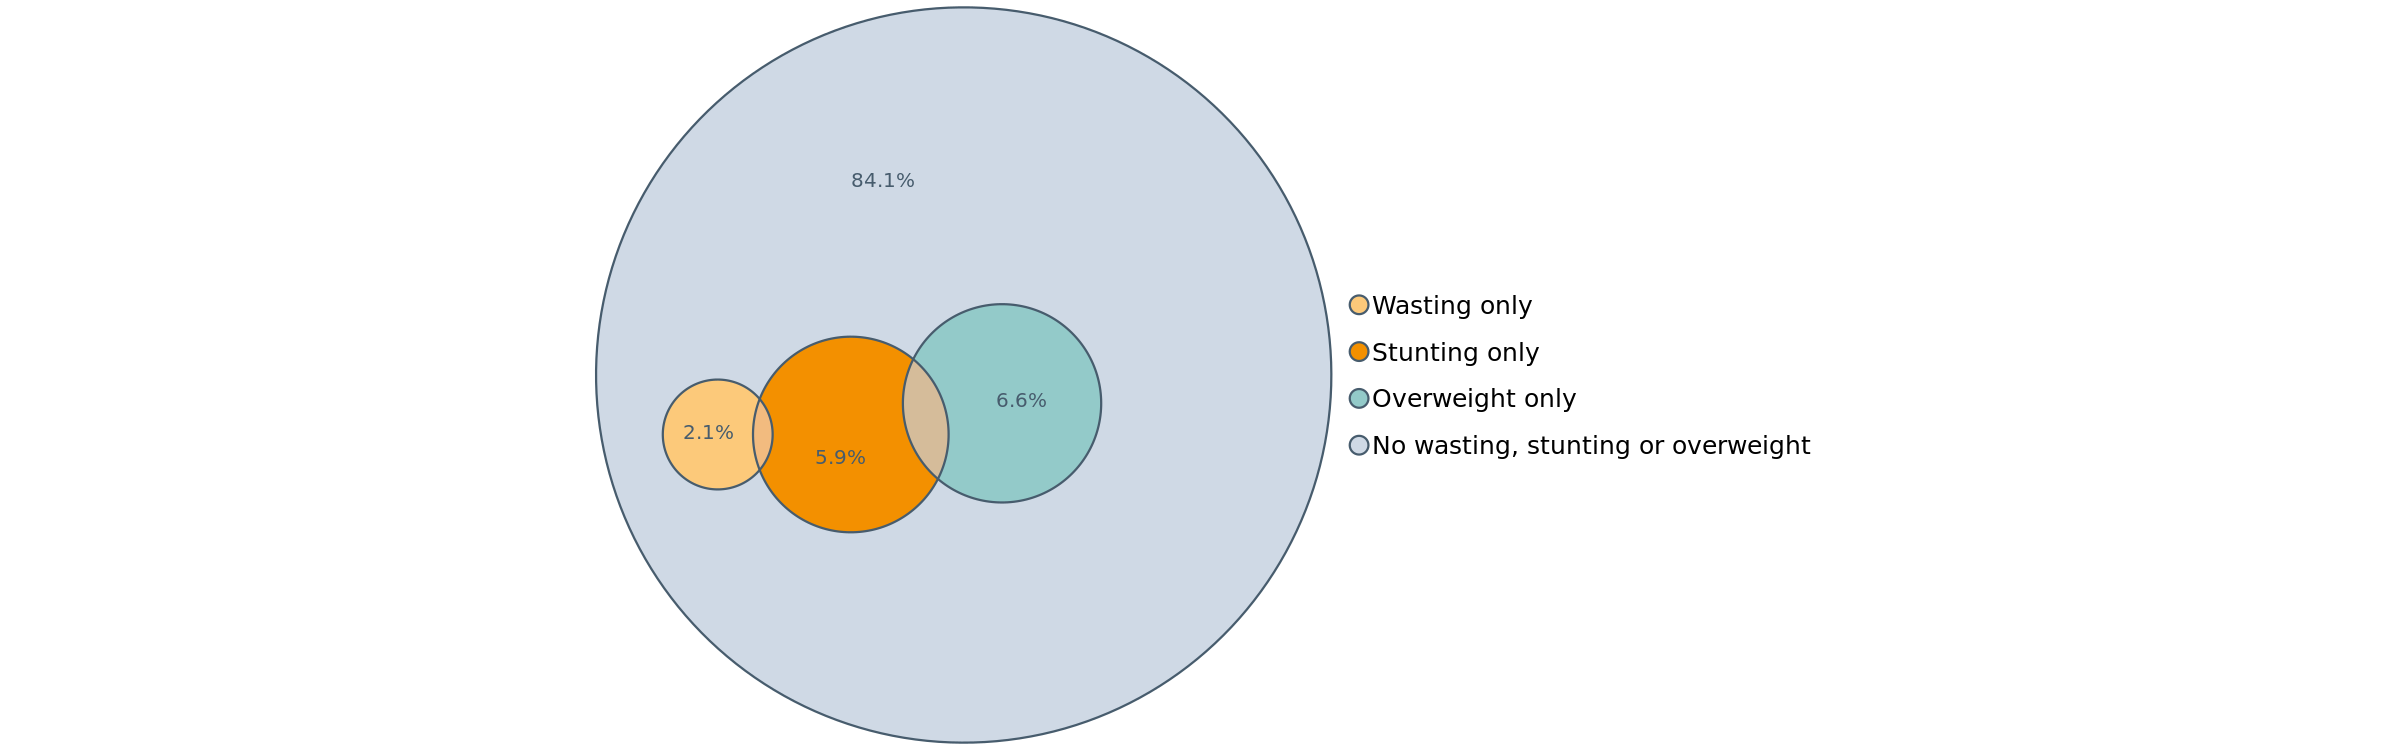 84.1%
2.1%
5.9%
6.6%
Wasting only
Stunting only
Overweight only
No wasting, stunting or overweight